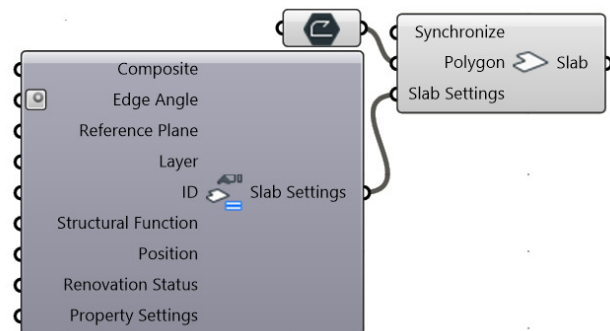 Synchronize
Polygon
Slab
Slab Settings
Composite
Edge Angle
Reference Plane
Layer
ID
Slab Settings
Structural Function
Position
Renovation Status
Property Settings